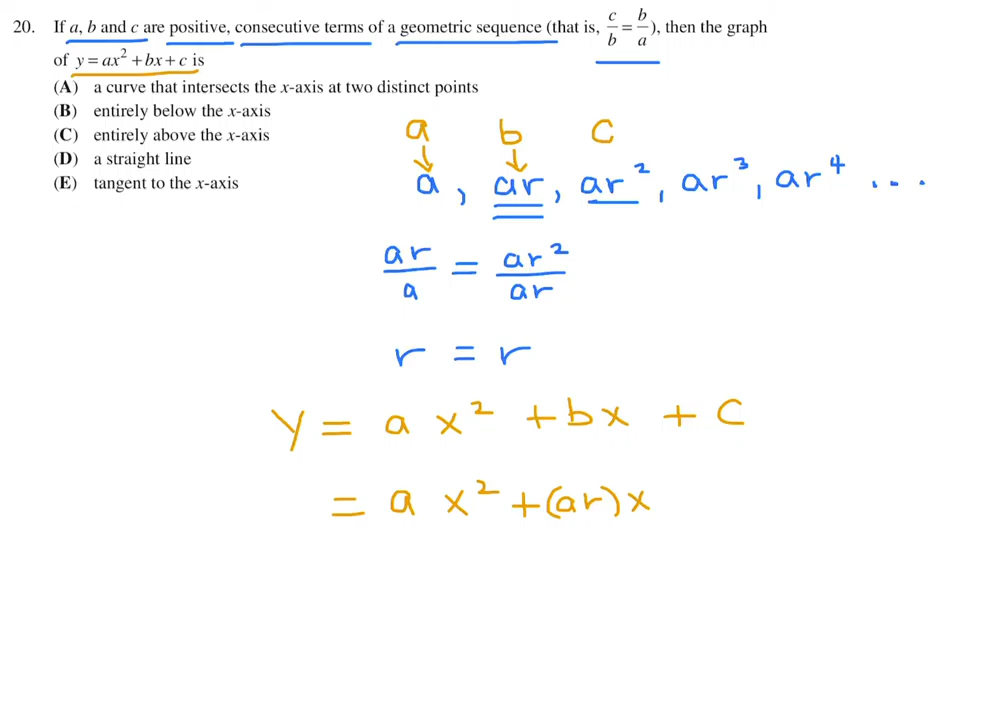 20. If a, b and c are positive, consecutive terms of a geometric sequence (that is, c/b = b/a), then the graph
of y = ax² + bx + c is
(A) a curve that intersects the x-axis at two distinct points
(B) entirely below the x-axis
(C) entirely above the x-axis
(D) a straight line
(E) tangent to the x-axis
a b c
↓ ↓
a, ar, ar², ar³, ar⁴ ...
ar/a = ar²/ar
r = r
y = a x² + bx + c
= a x² + (ar)x